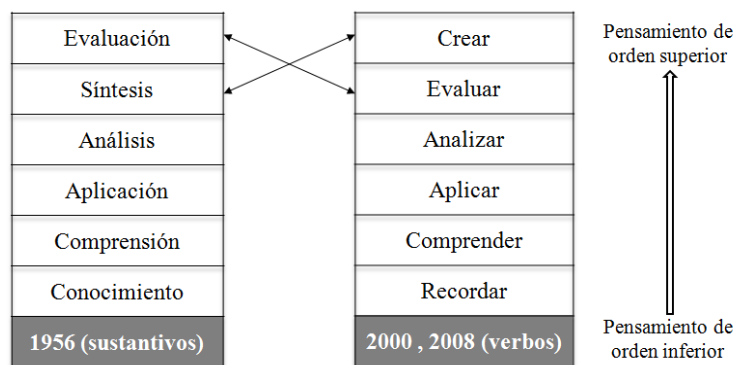 Evaluación
Síntesis
Análisis
Aplicación
Comprensión
Conocimiento
1956 (sustantivos)
Crear
Evaluar
Analizar
Aplicar
Comprender
Recordar
2000 , 2008 (verbos)
Pensamiento de
orden superior
Pensamiento de
orden inferior